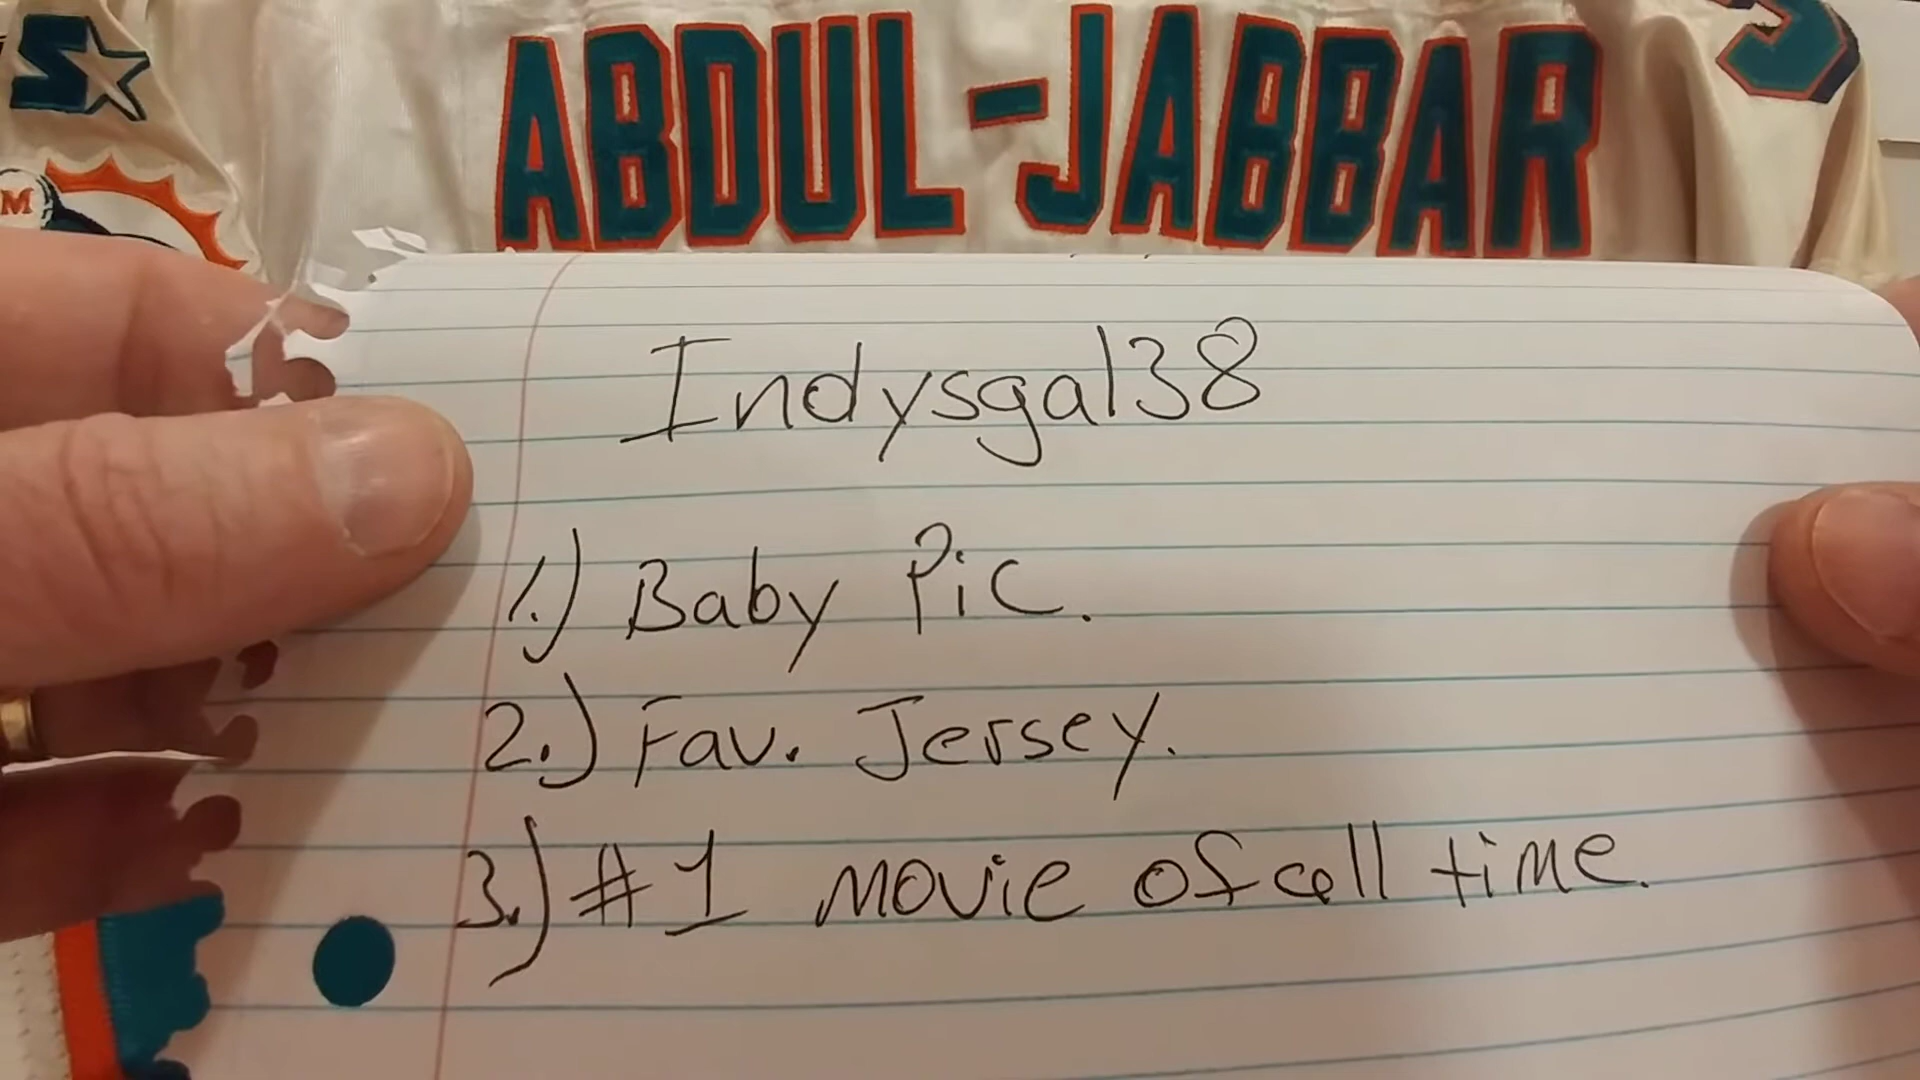 S
ABDUL-JABBAR
M
Indysgal38
1.) Baby Pic.
2.) Fav. Jersey.
3.) #1 Movie of all time.